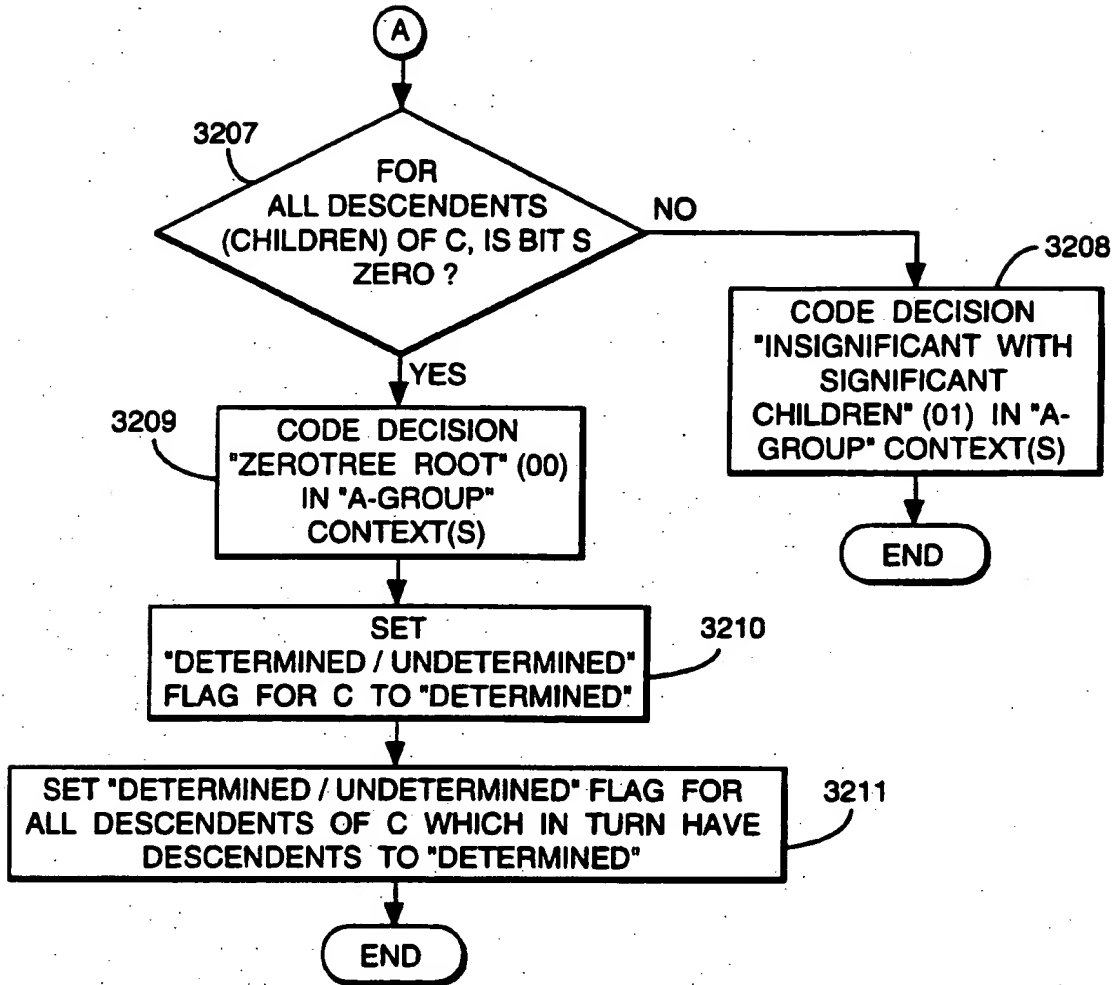 A
3207
FOR
ALL DESCENDENTS
(CHILDREN) OF C, IS BIT S
ZERO ?
NO
3208
CODE DECISION
"INSIGNIFICANT WITH
SIGNIFICANT
CHILDREN" (01) IN "A-
GROUP" CONTEXT(S)
END
YES
3209
CODE DECISION
"ZEROTREE ROOT" (00)
IN "A-GROUP"
CONTEXT(S)
SET
"DETERMINED / UNDETERMINED"
FLAG FOR C TO "DETERMINED"
3210
SET "DETERMINED / UNDETERMINED" FLAG FOR
ALL DESCENDENTS OF C WHICH IN TURN HAVE
DESCENDENTS TO "DETERMINED"
3211
END